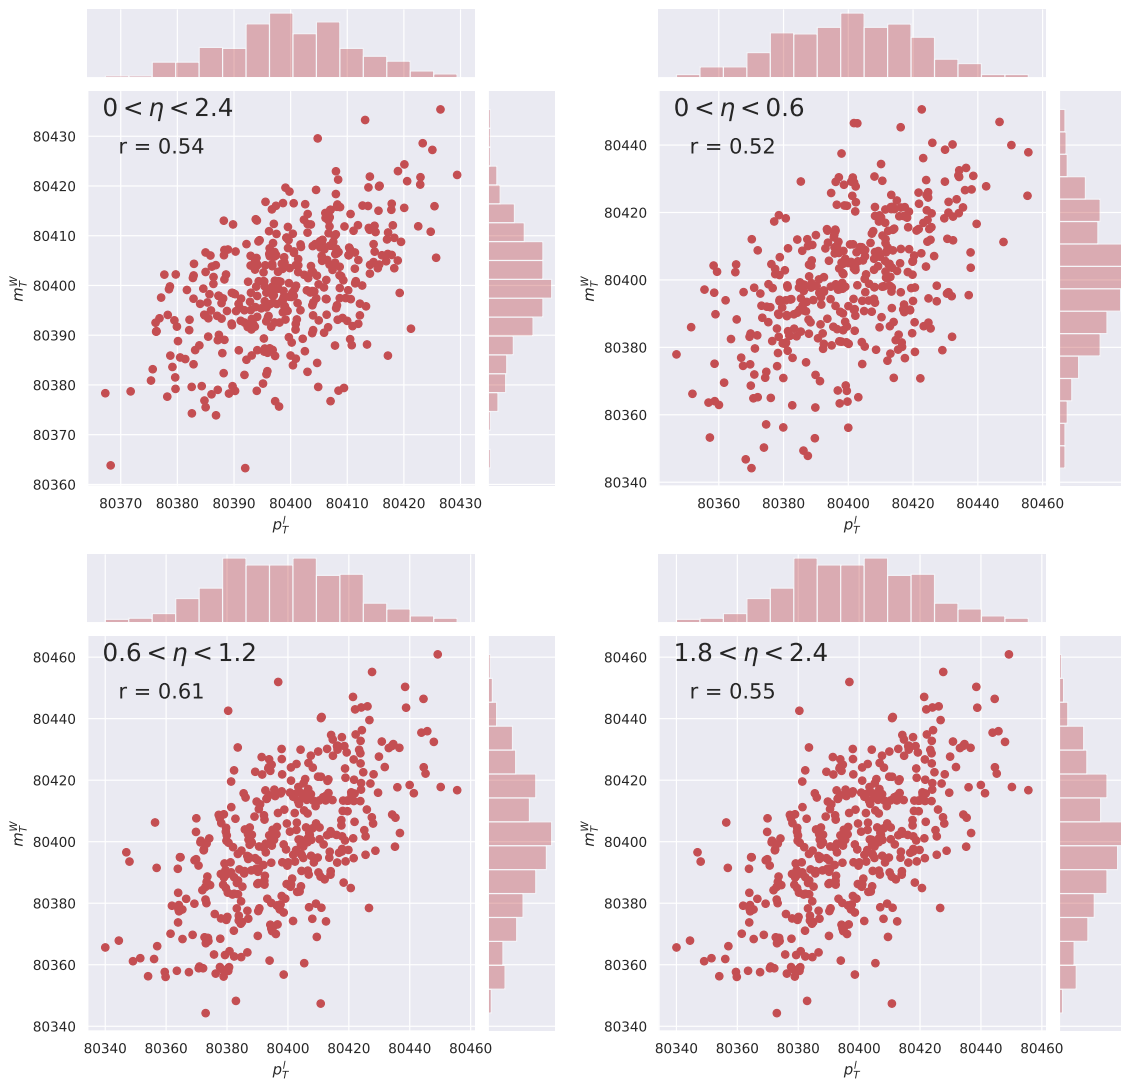 0 < η < 2.4
r = 0.54
80430
80420
80410
80400
80390
80380
80370
80360
m_T^W
80370 80380 80390 80400 80410 80420 80430
p_T^l
0 < η < 0.6
r = 0.52
80440
80420
80400
80380
80360
80340
m_T^W
80360 80380 80400 80420 80440 80460
p_T^l
0.6 < η < 1.2
r = 0.61
80460
80440
80420
80400
80380
80360
80340
m_T^W
80340 80360 80380 80400 80420 80440 80460
p_T^l
1.8 < η < 2.4
r = 0.55
80460
80440
80420
80400
80380
80360
80340
m_T^W
80340 80360 80380 80400 80420 80440 80460
p_T^l